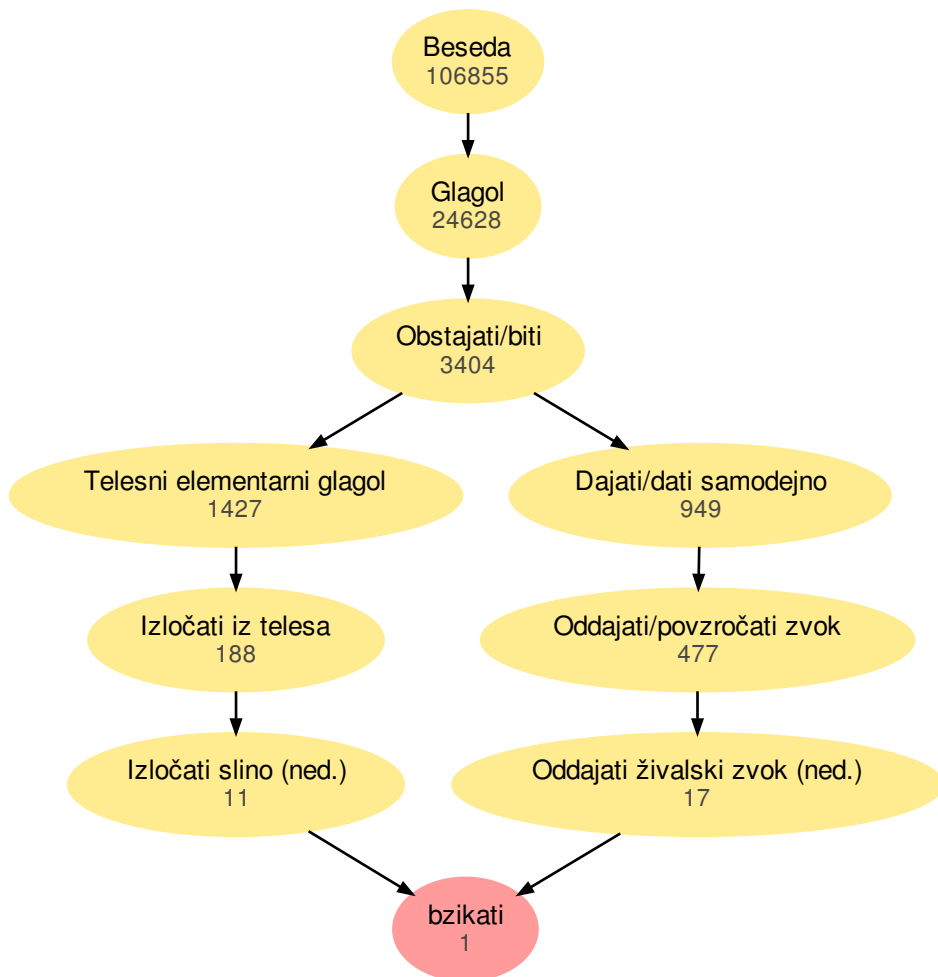 Beseda
106855
Glagol
24628
Obstajati/biti
3404
Telesni elementarni glagol
1427
Dajati/dati samodejno
949
Izločati iz telesa
188
Oddajati/povzročati zvok
477
Izločati slino (ned.)
11
Oddajati živalski zvok (ned.)
17
bzikati
1